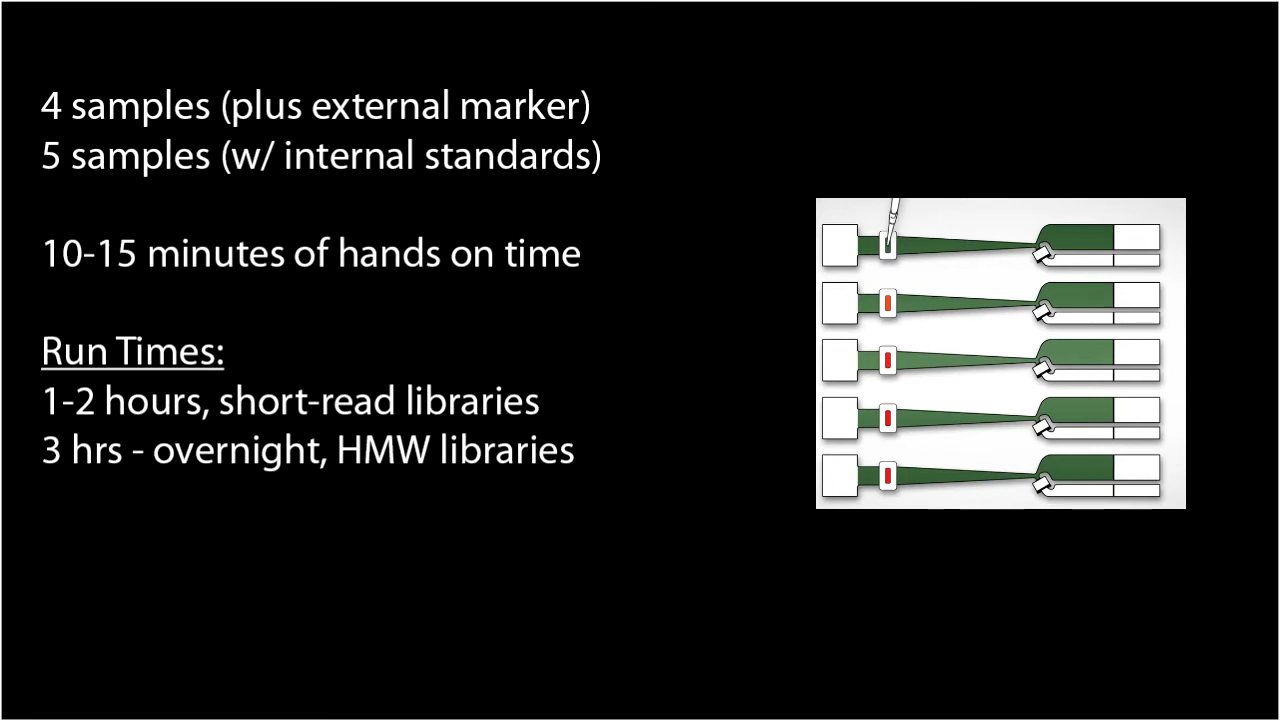 4 samples (plus external marker)
5 samples (w/ internal standards)
10-15 minutes of hands on time
Run Times:
1-2 hours, short-read libraries
3 hrs - overnight, HMW libraries